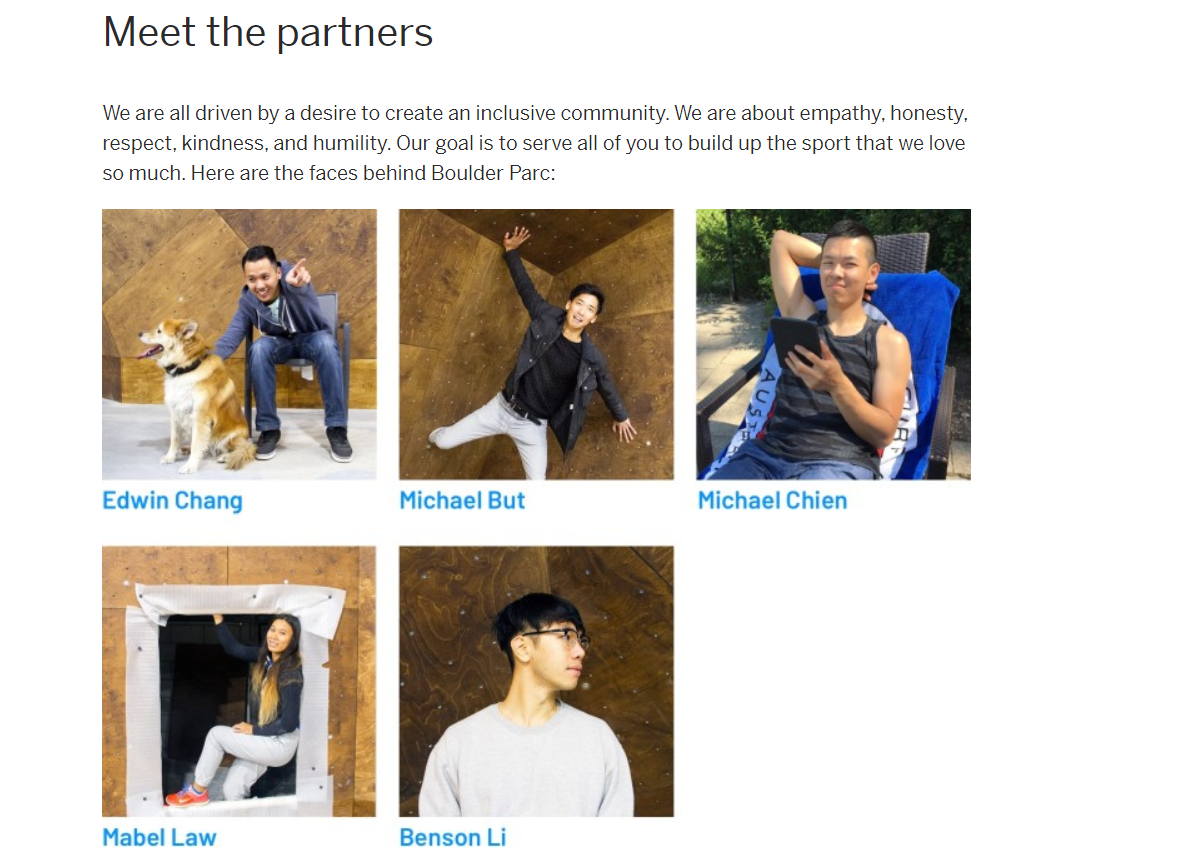 Meet the partners
We are all driven by a desire to create an inclusive community. We are about empathy, honesty,
respect, kindness, and humility. Our goal is to serve all of you to build up the sport that we love
so much. Here are the faces behind Boulder Parc:
Edwin Chang
Michael But
Michael Chien
Mabel Law
Benson Li